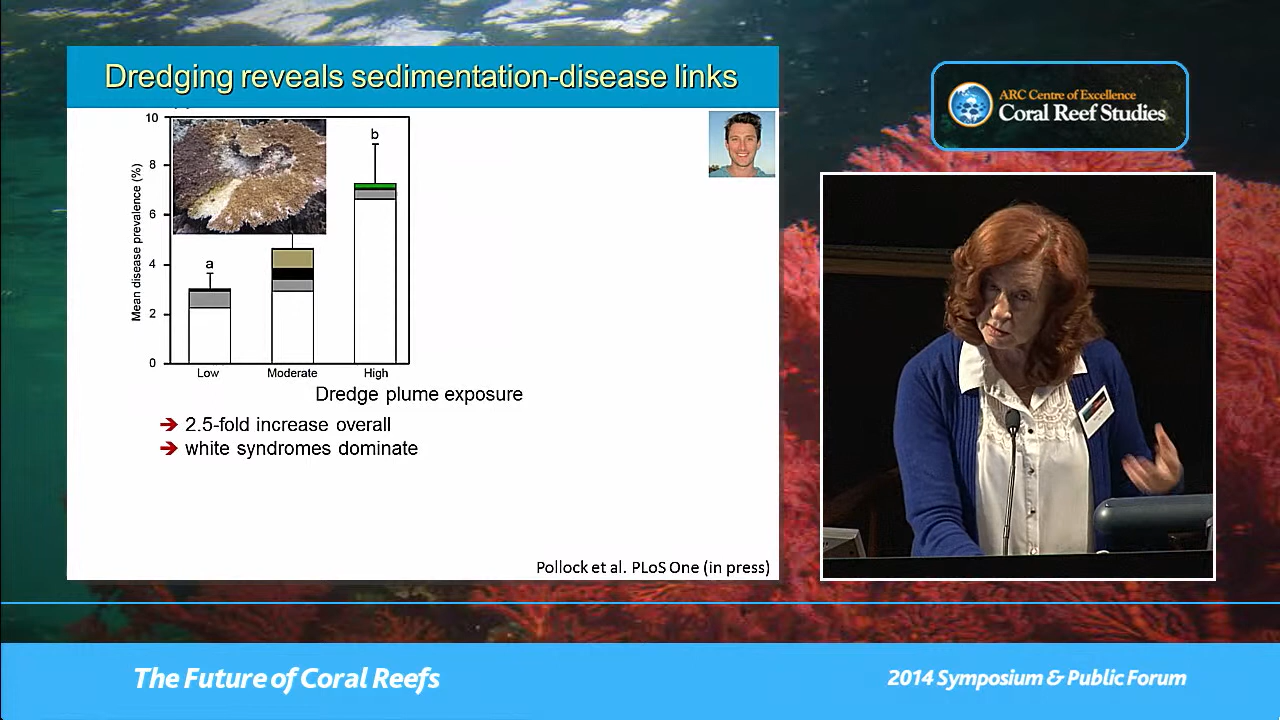 Dredging reveals sedimentation-disease links
10
8
6
4
2
0
Mean disease prevalence (%)
a
b
Low Moderate High
Dredge plume exposure
➔ 2.5-fold increase overall
➔ white syndromes dominate
Pollock et al. PLoS One (in press)
ARC Centre of Excellence
Coral Reef Studies
The Future of Coral Reefs
2014 Symposium & Public Forum